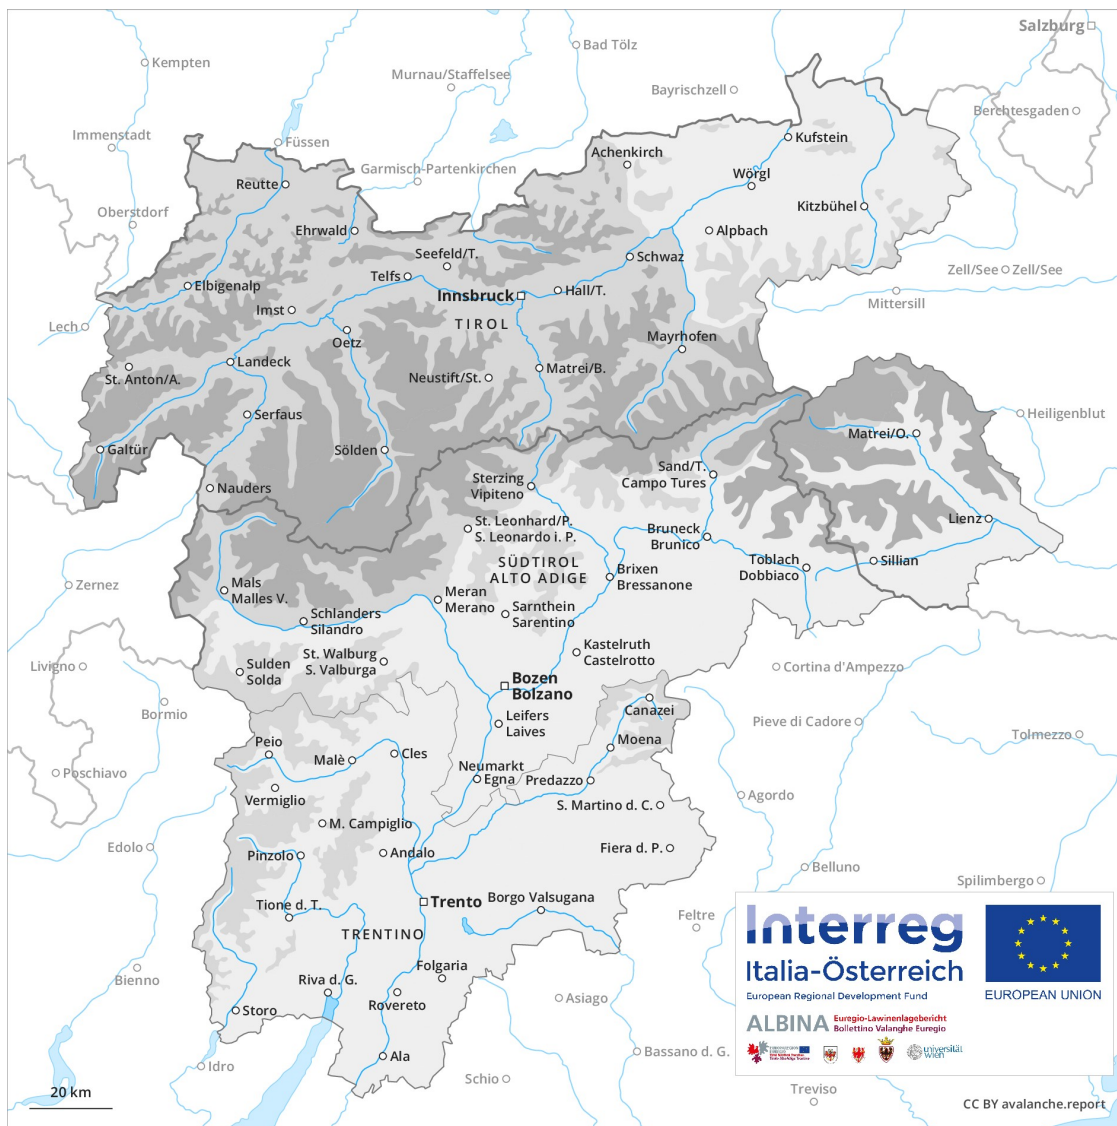 Salzburg
Bad Tölz
Kempten
Murnau/Staffelsee
Bayrischzell
Berchtesgaden
Immenstadt
Füssen
Kufstein
Achenkirch
Garmisch-Partenkirchen
Wörgl
Reutte
Kitzbühel
Oberstdorf
Ehrwald
Alpbach
Seefeld/T.
Schwaz
Zell/See
Zell/See
Telfs
Elbigenalp
Hall/T.
Innsbruck
Mittersill
Imst
TIROL
Lech
Oetz
Mayrhofen
Landeck
Matrei/B.
St. Anton/A.
Neustift/St.
Serfaus
Heiligenblut
Matrei/O.
Galtür
Sölden
Sand/T.
Campo Tures
Sterzing
Vipiteno
Nauders
St. Leonhard/P.
S. Leonardo i. P.
Lienz
Bruneck
Brunico
SÜDTIROL
ALTO ADIGE
Toblach
Dobbiaco
Sillian
Brixen
Bressanone
Zernez
Mals
Malles V.
Meran
Merano
Schlanders
Silandro
Sarnthein
Sarentino
Kastelruth
Castelrotto
St. Walburg
S. Valburga
Livigno
Sulden
Solda
Cortina d'Ampezzo
Bozen
Bolzano
Bormio
Canazei
Leifers
Laives
Pieve di Cadore
Tolmezzo
Moena
Peio
Malè
Cles
Poschiavo
Neumarkt
Egna
Predazzo
Vermiglio
Agordo
S. Martino d. C.
M. Campiglio
Edolo
Pinzolo
Andalo
Fiera d. P.
Belluno
Spilimbergo
Tione d. T.
Trento
Borgo Valsugana
Feltre
TRENTINO
Folgaria
Bienno
Riva d. G.
Rovereto
Asiago
Storo
Ala
Bassano d. G.
Idro
Schio
Treviso
20 km
Interreg
Italia-Österreich
European Regional Development Fund
EUROPEAN UNION
ALBINA
Euregio-Lawinenlagebericht
Bollettino Valanghe Euregio
universität
wien
CC BY avalanche.report